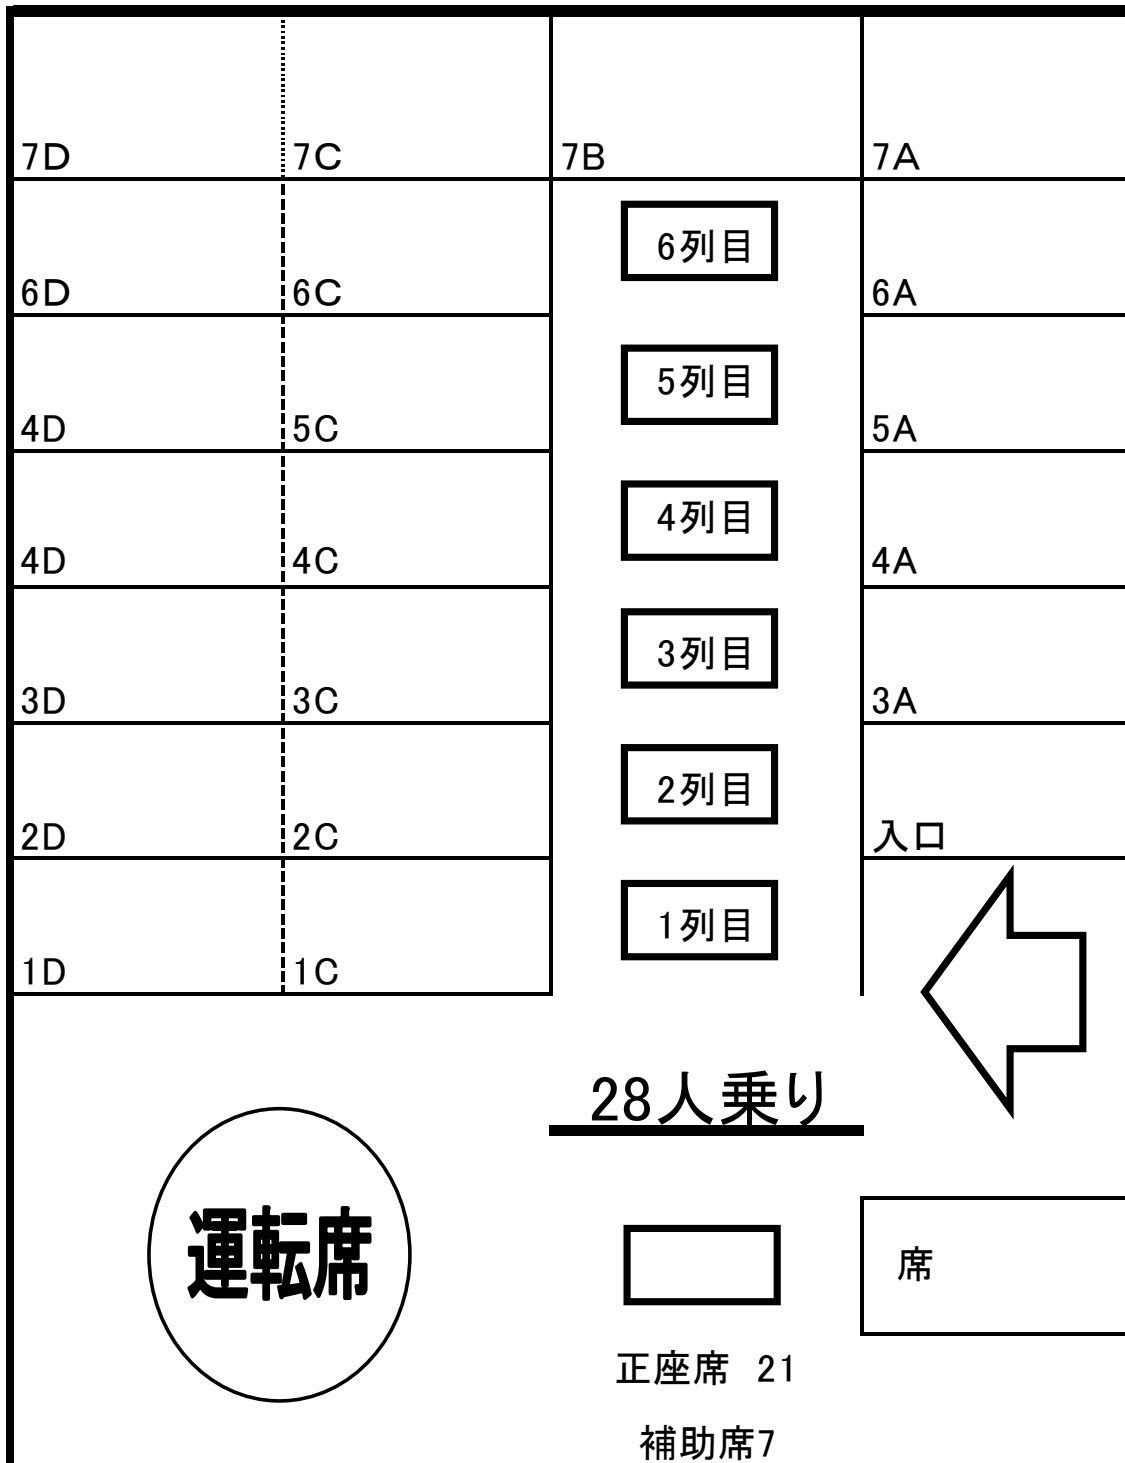 7D 7C 7B 7A
6D 6C 6列目 6A
4D 5C 5列目 5A
4D 4C 4列目 4A
3D 3C 3列目 3A
2D 2C 2列目 入口
1D 1C 1列目
28人乗り
運転席
席
正座席 21
補助席7